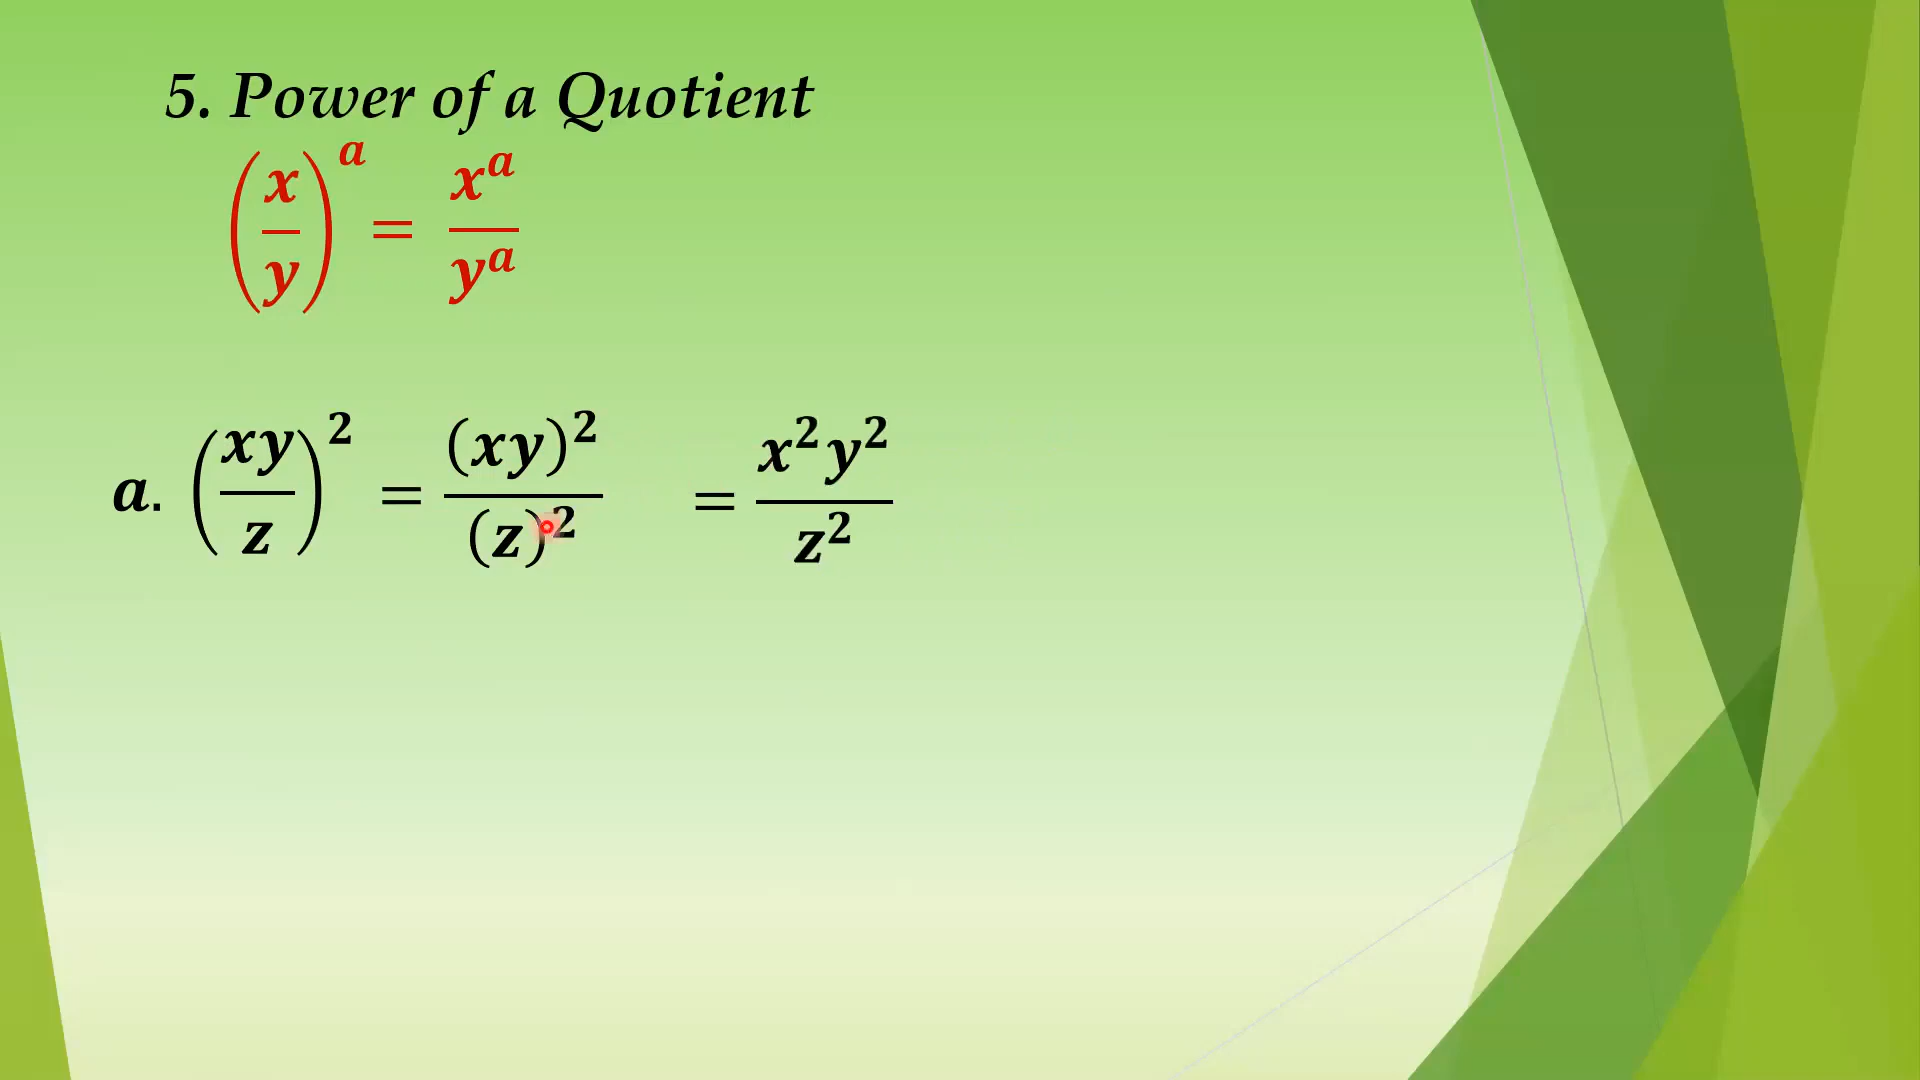 5. Power of a Quotient
(x/y)^a = x^a/y^a
a. (xy/z)^2 = (xy)^2/(z)^2 = x^2y^2/z^2